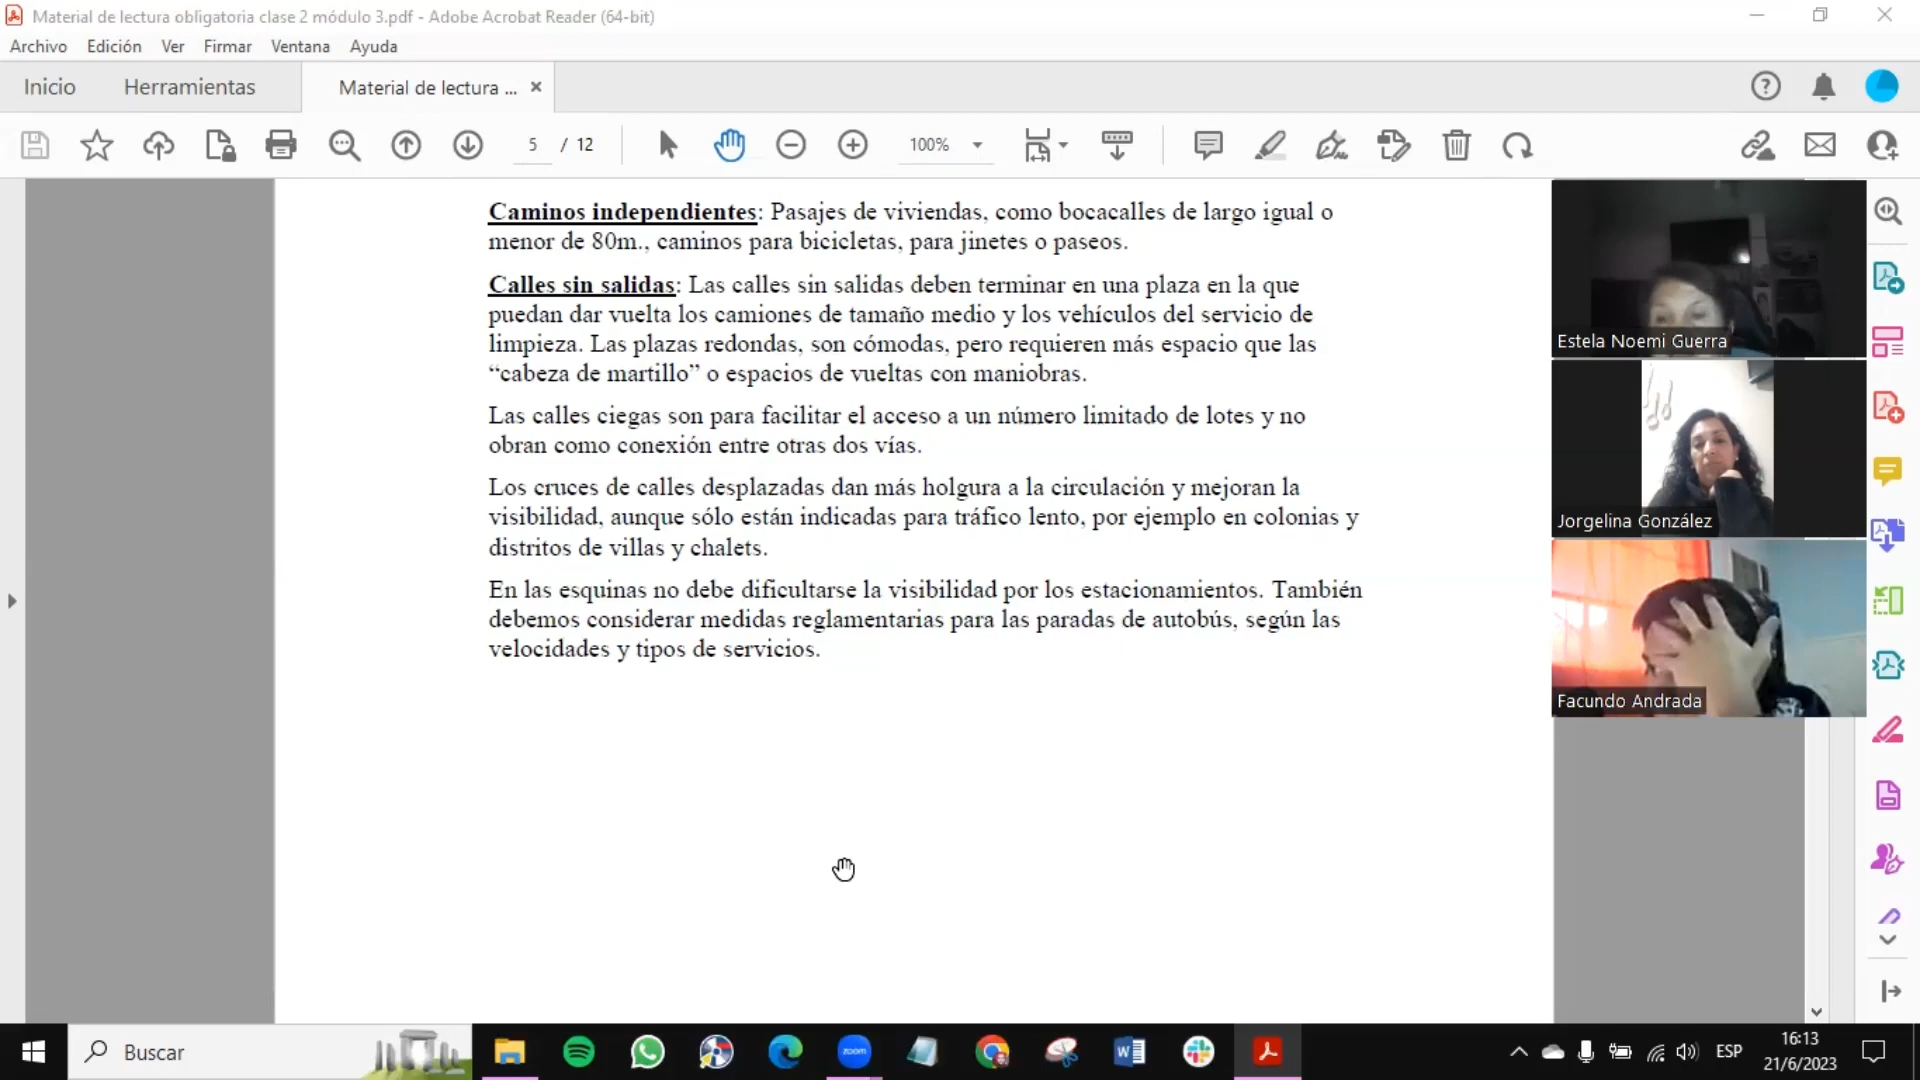 Material de lectura obligatoria clase 2 módulo 3.pdf - Adobe Acrobat Reader (64-bit)
Archivo Edición Ver Firmar Ventana Ayuda
Inicio Herramientas Material de lectura ...
5 / 12 100%
Caminos independientes: Pasajes de viviendas, como bocacalles de largo igual o
menor de 80m., caminos para bicicletas, para jinetes o paseos.
Calles sin salidas: Las calles sin salidas deben terminar en una plaza en la que
puedan dar vuelta los camiones de tamaño medio y los vehículos del servicio de
limpieza. Las plazas redondas, son cómodas, pero requieren más espacio que las
“cabeza de martillo” o espacios de vueltas con maniobras.
Las calles ciegas son para facilitar el acceso a un número limitado de lotes y no
obran como conexión entre otras dos vías.
Los cruces de calles desplazadas dan más holgura a la circulación y mejoran la
visibilidad, aunque sólo están indicadas para tráfico lento, por ejemplo en colonias y
distritos de villas y chalets.
En las esquinas no debe dificultarse la visibilidad por los estacionamientos. También
debemos considerar medidas reglamentarias para las paradas de autobús, según las
velocidades y tipos de servicios.
Estela Noemi Guerra
Jorgelina González
Facundo Andrada
Buscar
zoom
ESP
16:13
21/6/2023